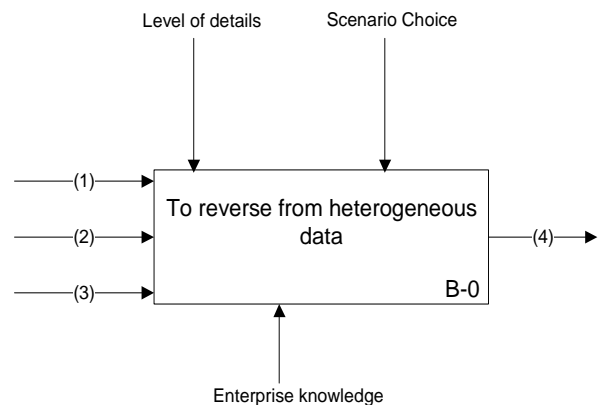 Level of details
Scenario Choice
(1)
To reverse from heterogeneous
data
(2)
(4)
(3)
B-0
Enterprise knowledge